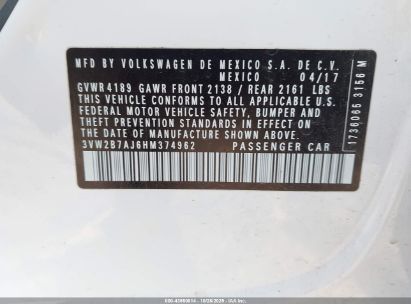 MFD BY VOLKSWAGEN DE MEXICO S.A. DE C.V.
MEXICO 04/17
GVWR 4189 GAWR FRONT 2138 / REAR 2161 LBS
THIS VEHICLE CONFORMS TO ALL APPLICABLE U.S.
FEDERAL MOTOR VEHICLE SAFETY, BUMPER AND
THEFT PREVENTION STANDARDS IN EFFECT ON
THE DATE OF MANUFACTURE SHOWN ABOVE
3VW2B7AJ6HM374962 PASSENGER CAR
1736065 3156 M